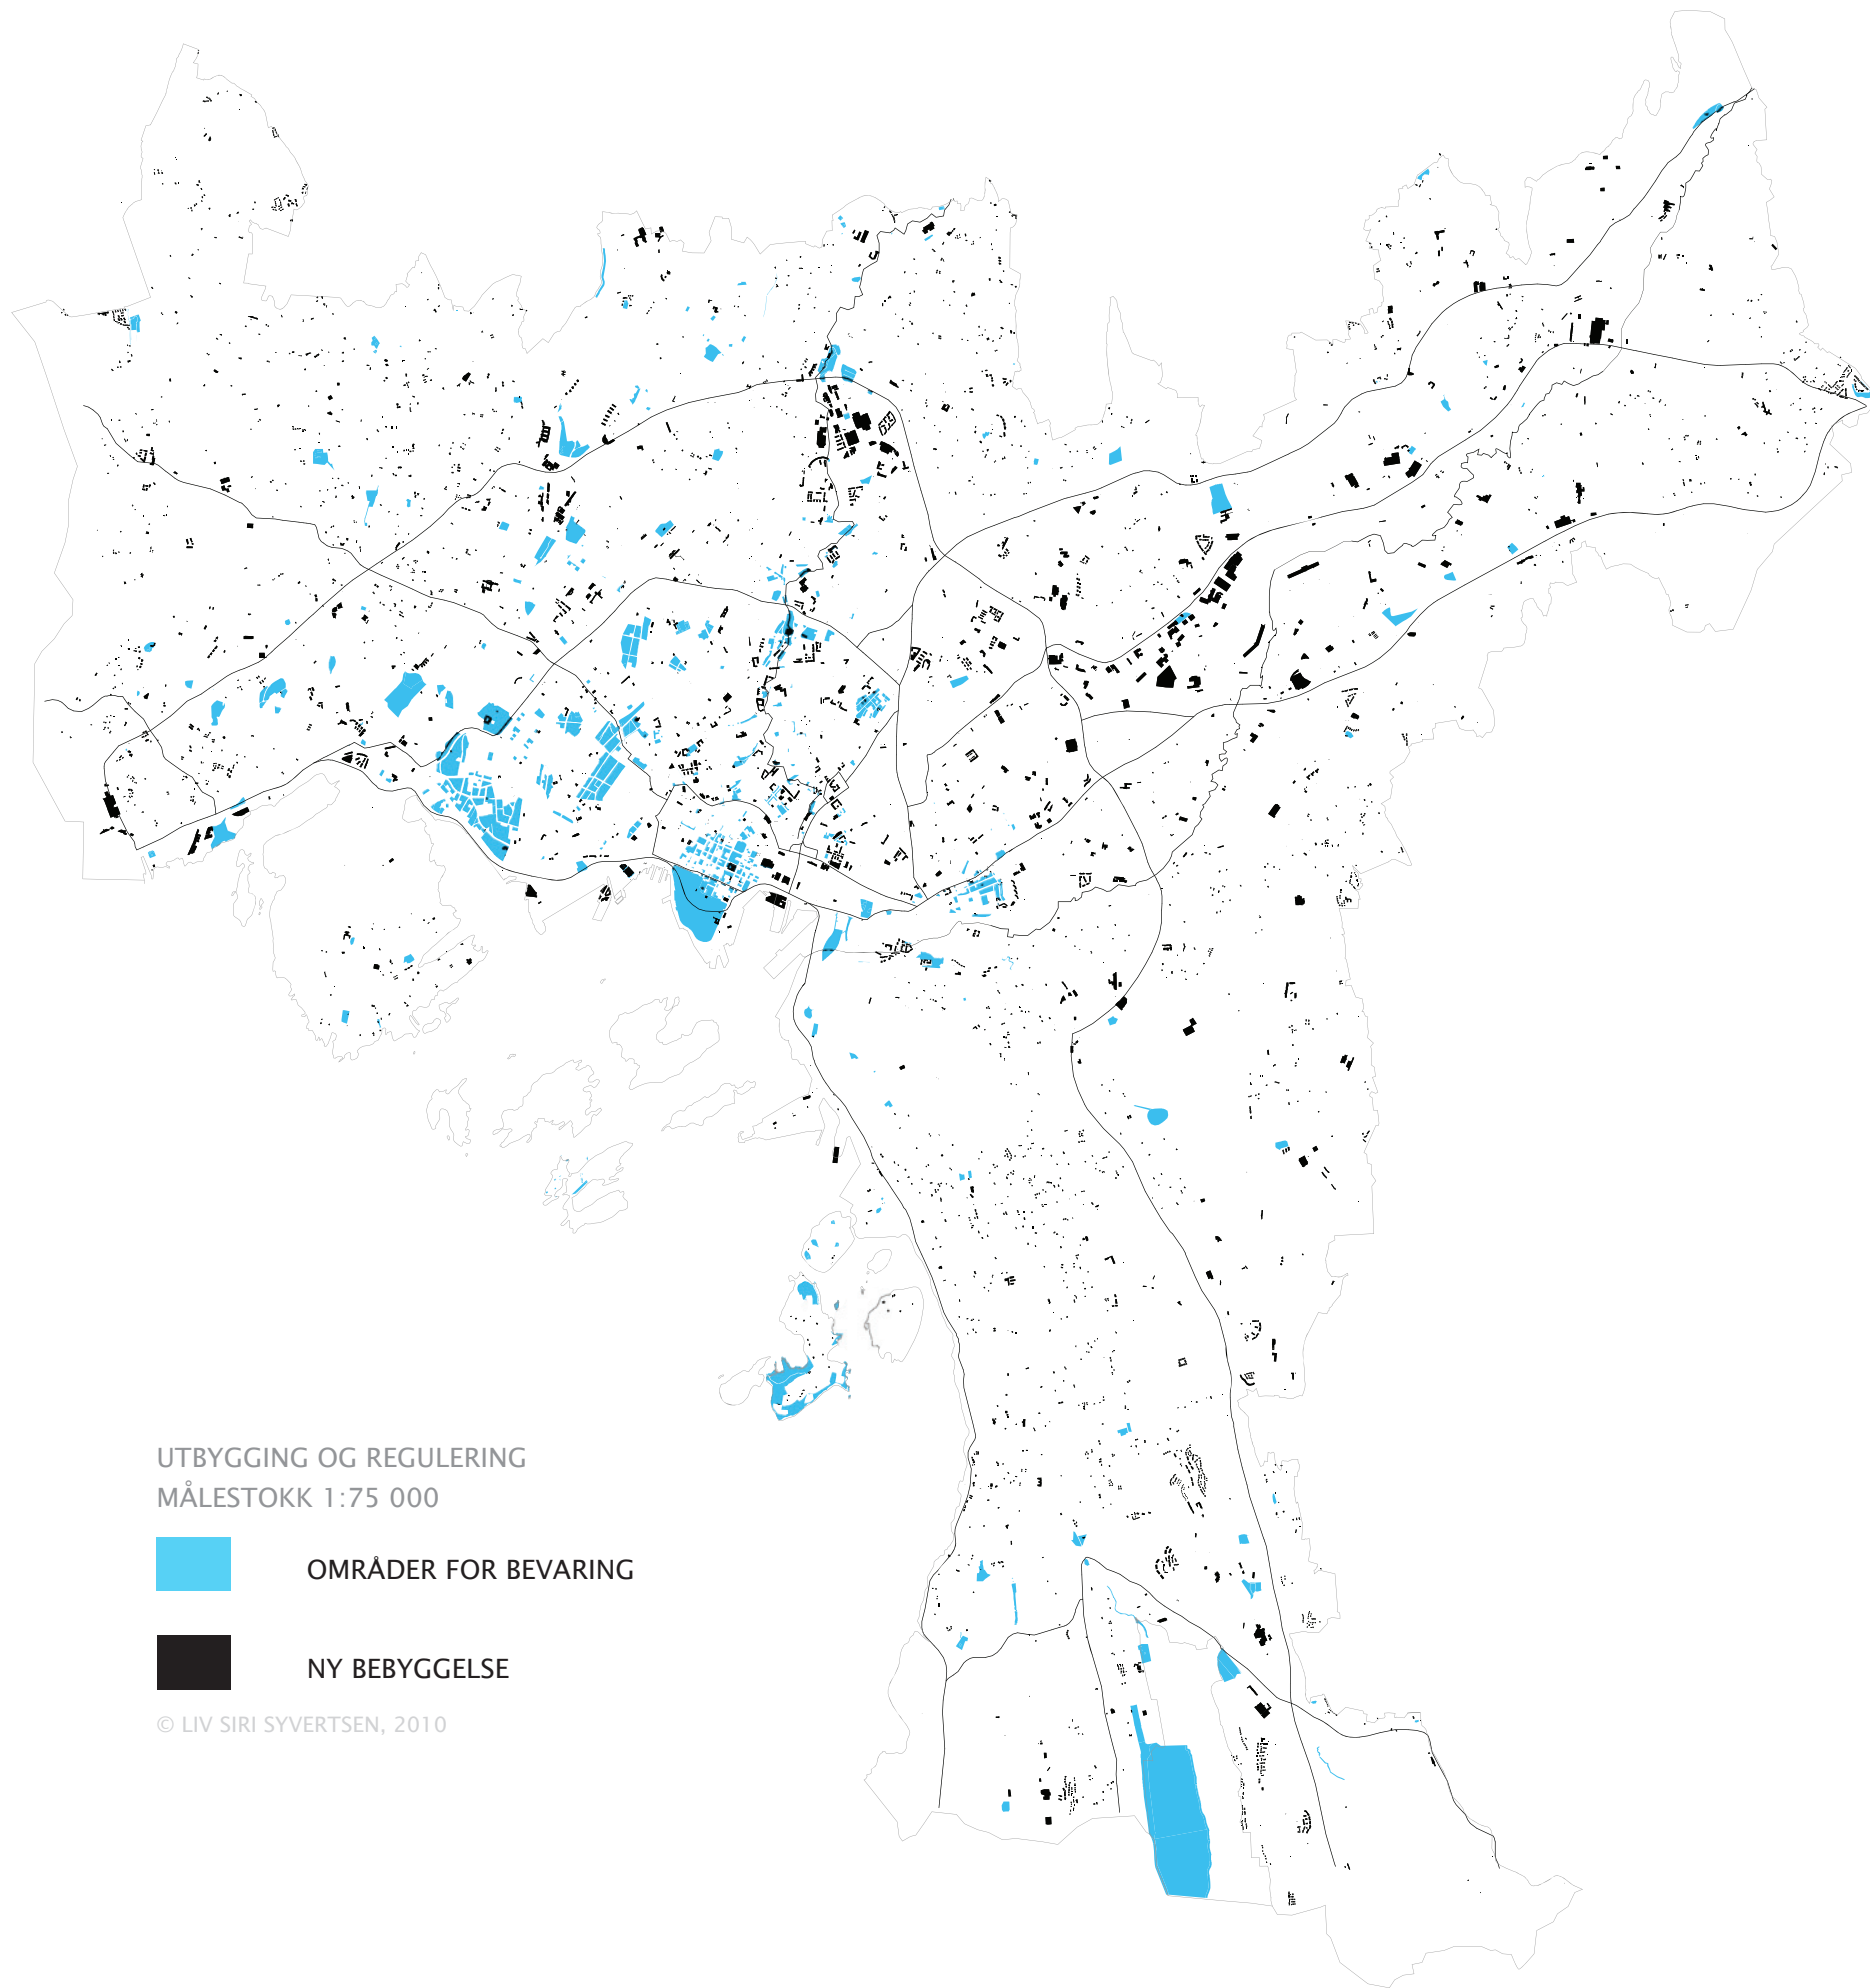 UTBYGGING OG REGULERING
MÅLESTOKK 1:75 000
OMRÅDER FOR BEVARING
NY BEBYGGELSE
© LIV SIRI SYVERTSEN, 2010